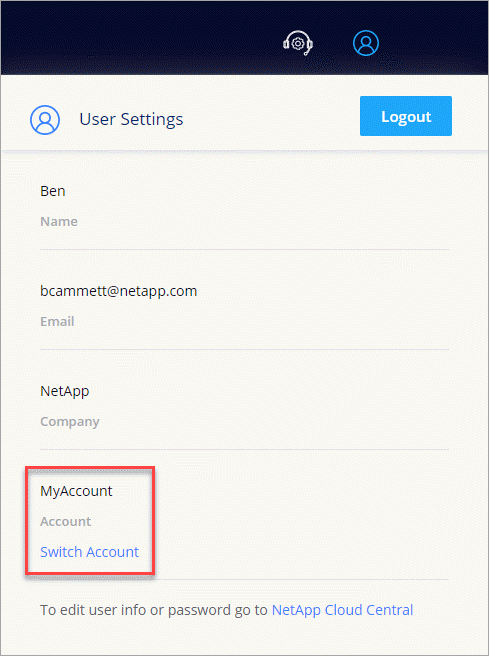 User Settings
Logout
Ben
Name
bcammett@netapp.com
Email
NetApp
Company
MyAccount
Account
Switch Account
To edit user info or password go to NetApp Cloud Central